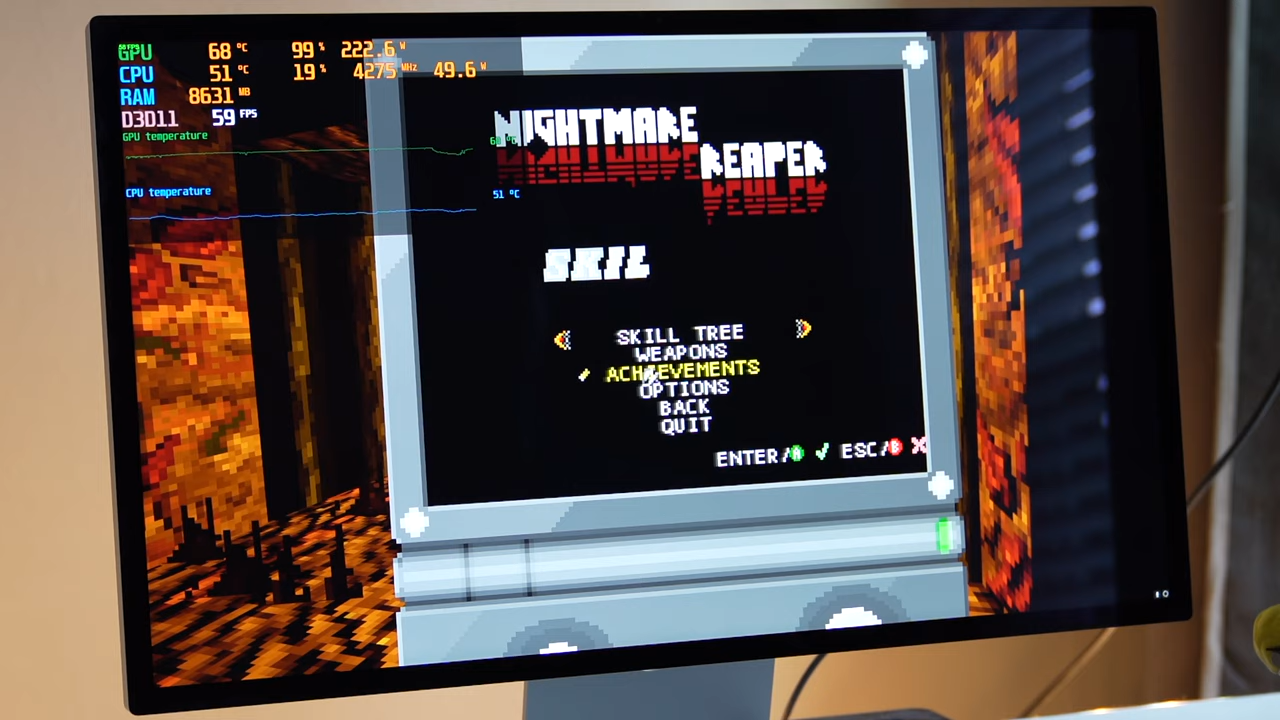 GPU 68 °C 99 % 222.6 W
CPU 51 °C 19 % 4275 MHz 49.6 W
RAM 8631 MB
D3D11 59 FPS
GPU temperature
CPU temperature
51 °C
NIGHTMARE
REAPER
SKIL
SKILL TREE
WEAPONS
ACHIEVEMENTS
OPTIONS
BACK
QUIT
ENTER/A ESC/B